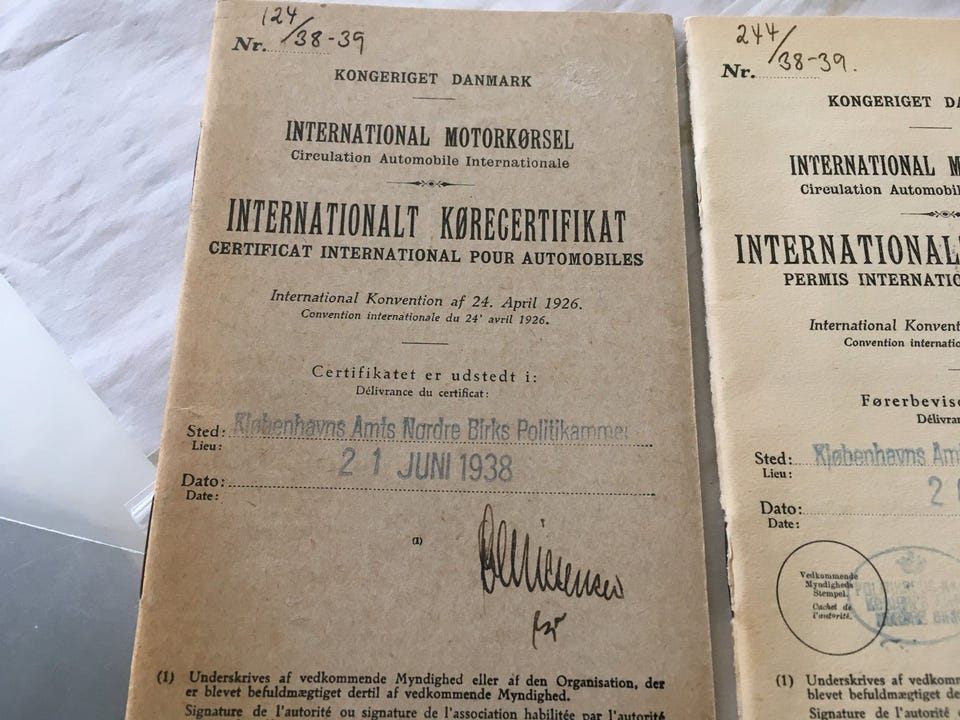 124/38-39
Nr.
KONGERIGET DANMARK
INTERNATIONAL MOTORKØRSEL
Circulation Automobile Internationale
INTERNATIONALT KØRECERTIFIKAT
CERTIFICAT INTERNATIONAL POUR AUTOMOBILES
International Konvention af 24. April 1926.
Convention internationale du 24' avril 1926.
Certifikatet er udstedt i:
Délivrance du certificat:
Sted: Københavns Amts Nordre Birks Politikammer
Lieu:
21 JUNI 1938
Dato:
Date:
(1)
(1) Underskrives af vedkommende Myndighed eller af den Organisation, der
er blevet befuldmægtiget dertil af vedkommende Myndighed.
Signature de l'autorité ou signature de l'association habilitée par l'autorité
244/38-39.
Nr.
KONGERIGET DA
INTERNATIONAL M
Circulation Automobil
INTERNATIONAL
PERMIS INTERNATIO
International Konvent
Convention internatio
Førerbevise
Délivran
Sted: Københavns Am
Lieu:
2
Dato:
Date:
Vedkommende
Myndigheds
Stempel.
Cachet de
l'autorité.
(1) Underskrives af vedkomm
blevet befuldmægtiget de
Signature de l'autorité ou